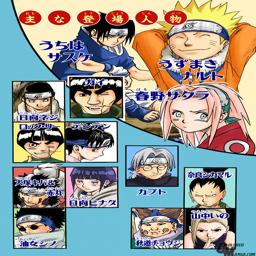 主な登場人物
うちは
サスケ
うずまき
ナルト
春野サクラ
日向ネジ
ガイ
ロック・リー
テンテン
犬塚キバ
赤丸
日向ヒナタ
油女シノ
カブト
奈良シカマル
山中いの
秋道チョウジ